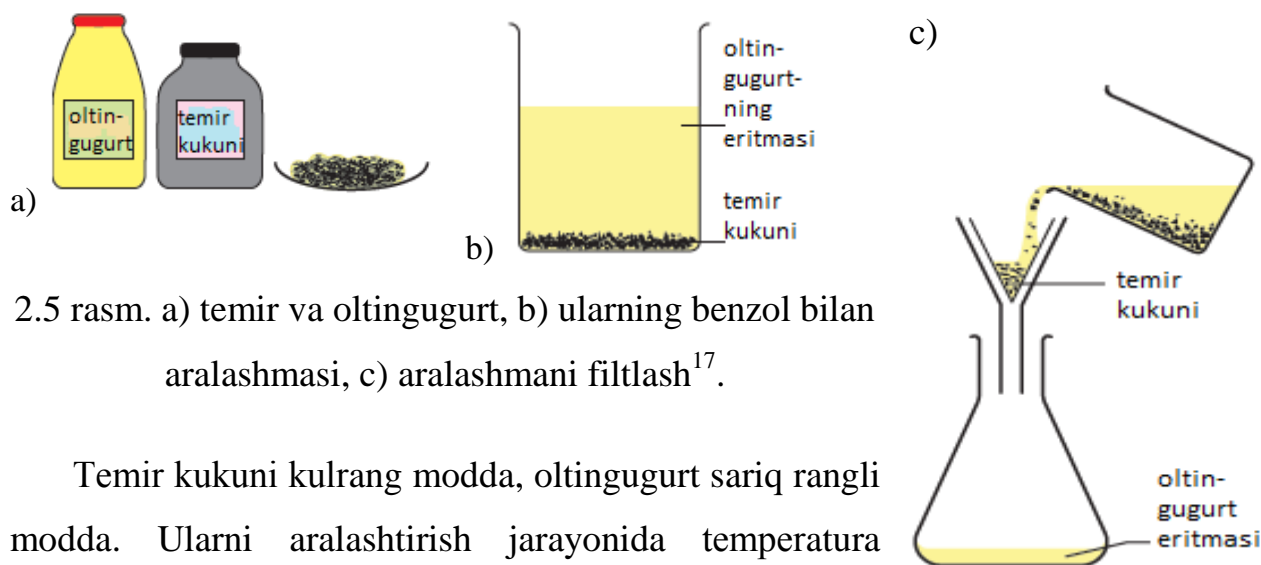 oltin-
gugurt
temir
kukuni
a)
oltin-
gugurt-
ning
eritmasi
temir
kukuni
b)
c)
temir
kukuni
oltin-
gugurt
eritmasi
2.5 rasm. a) temir va oltingugurt, b) ularning benzol bilan
aralashmasi, c) aralashmani filtlash17.
Temir kukuni kulrang modda, oltingugurt sariq rangli
modda. Ularni aralashtirish jarayonida temperatura